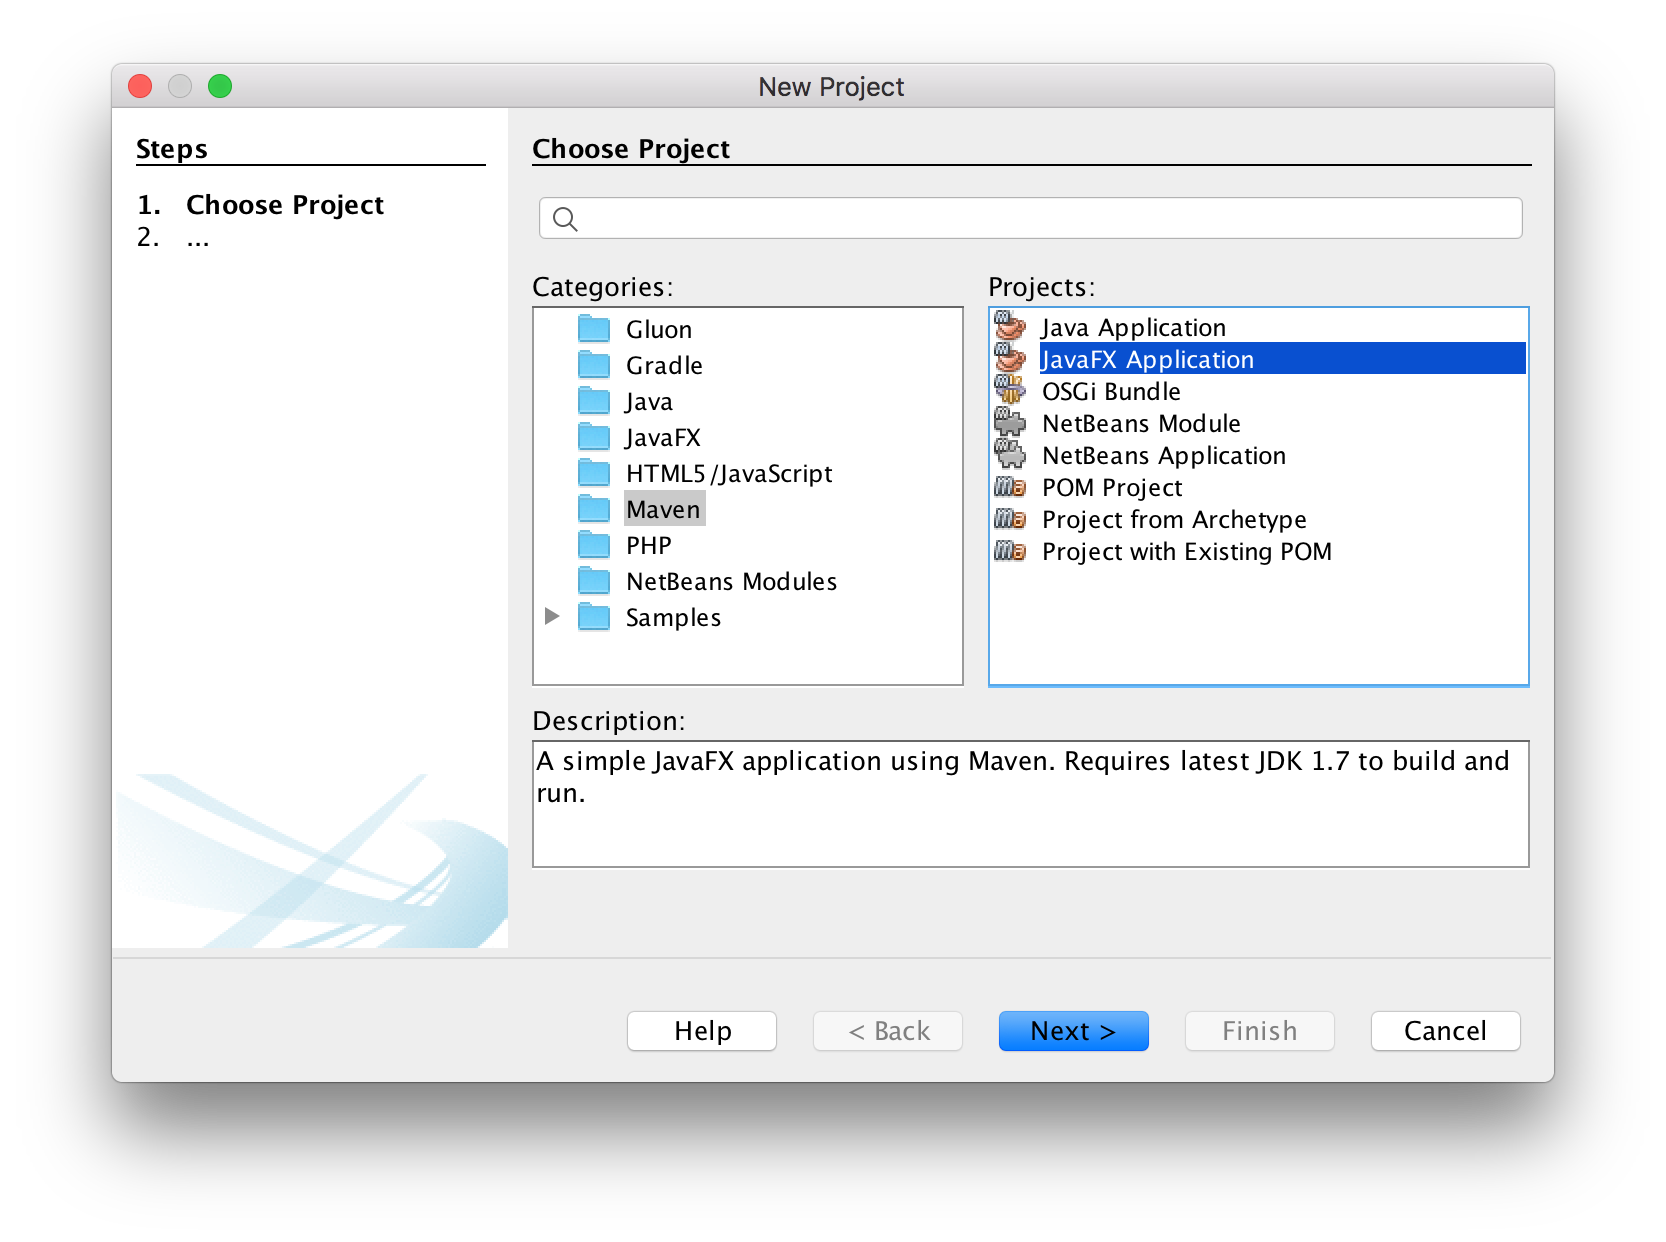 New Project
Steps
1. Choose Project
2. ...
Choose Project
Categories:
Gluon
Gradle
Java
JavaFX
HTML5/JavaScript
Maven
PHP
NetBeans Modules
Samples
Projects:
Java Application
JavaFX Application
OSGi Bundle
NetBeans Module
NetBeans Application
POM Project
Project from Archetype
Project with Existing POM
Description:
A simple JavaFX application using Maven. Requires latest JDK 1.7 to build and
run.
Help
< Back
Next >
Finish
Cancel